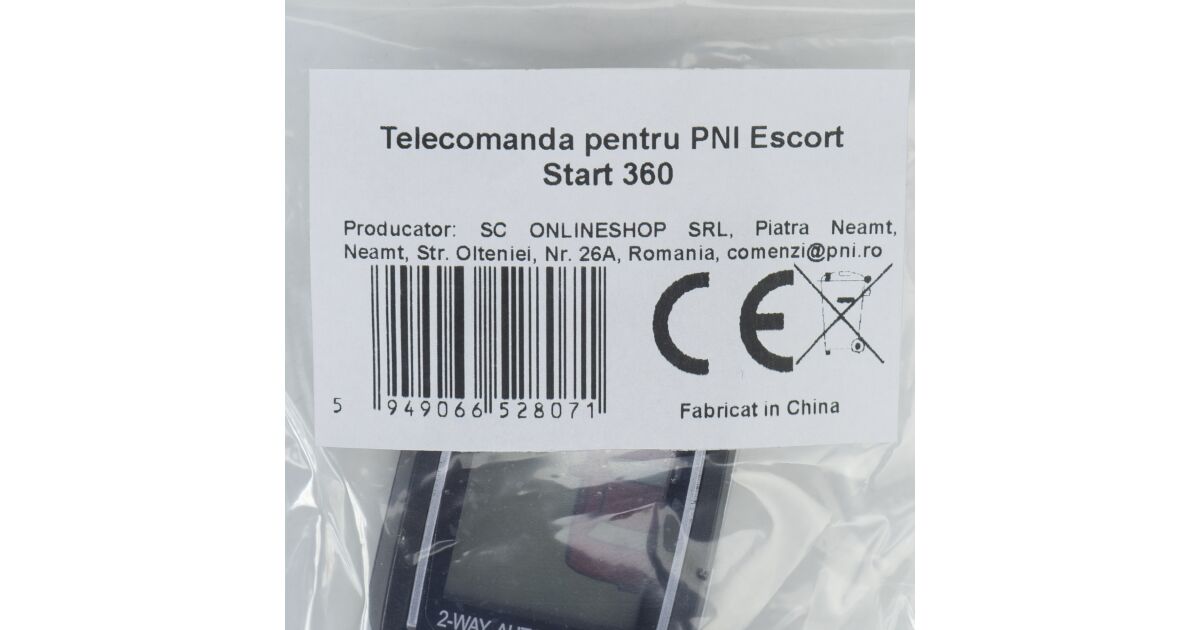 Telecomanda pentru PNI Escort
Start 360
Producator: SC ONLINESHOP SRL, Piatra Neamt,
Neamt, Str. Olteniei, Nr. 26A, Romania, comenzi@pni.ro
CE
5 949066 528071
Fabricat in China
2-WAY